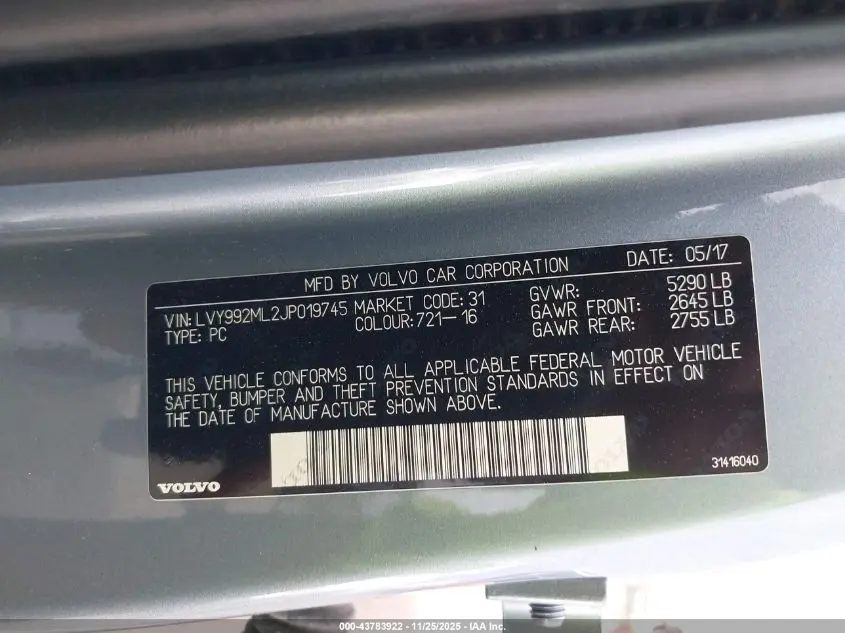 MFD BY VOLVO CAR CORPORATION DATE: 05/17
VIN: LVY992ML2JP019745 MARKET CODE: 31 GVWR: 5290 LB
TYPE: PC COLOUR: 721-16 GAWR FRONT: 2645 LB
GAWR REAR: 2755 LB
THIS VEHICLE CONFORMS TO ALL APPLICABLE FEDERAL MOTOR VEHICLE
SAFETY, BUMPER AND THEFT PREVENTION STANDARDS IN EFFECT ON
THE DATE OF MANUFACTURE SHOWN ABOVE.
VOLVO 31416040
000-43783922 - 11/25/2025 - IAA Inc.